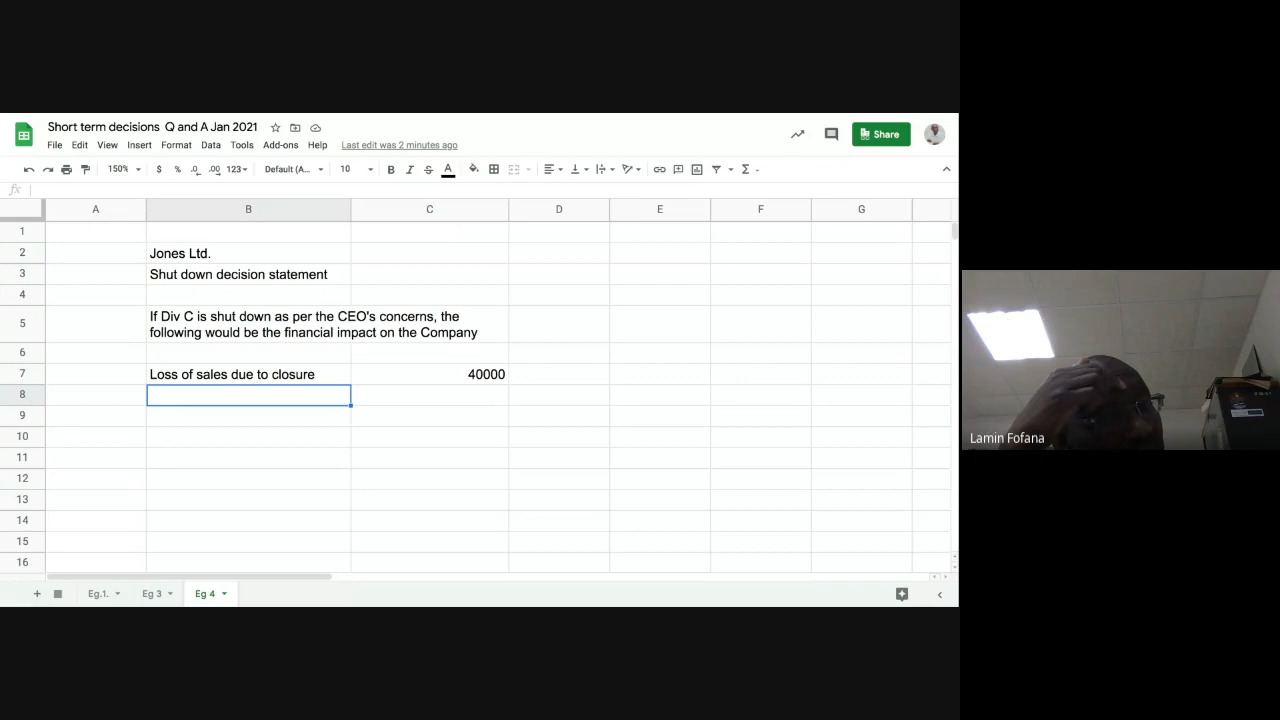 Short term decisions Q and A Jan 2021
File Edit View Insert Format Data Tools Add-ons Help Last edit was 2 minutes ago
Share
150% $ % .0 .00 123 Default (A... 10 B I S A
fx
A B C D E F G
1
2 Jones Ltd.
3 Shut down decision statement
4
5 If Div C is shut down as per the CEO's concerns, the
following would be the financial impact on the Company
6
7 Loss of sales due to closure 40000
8
9
10
11
12
13
14
15
16
Eg.1. Eg 3 Eg 4
Lamin Fofana